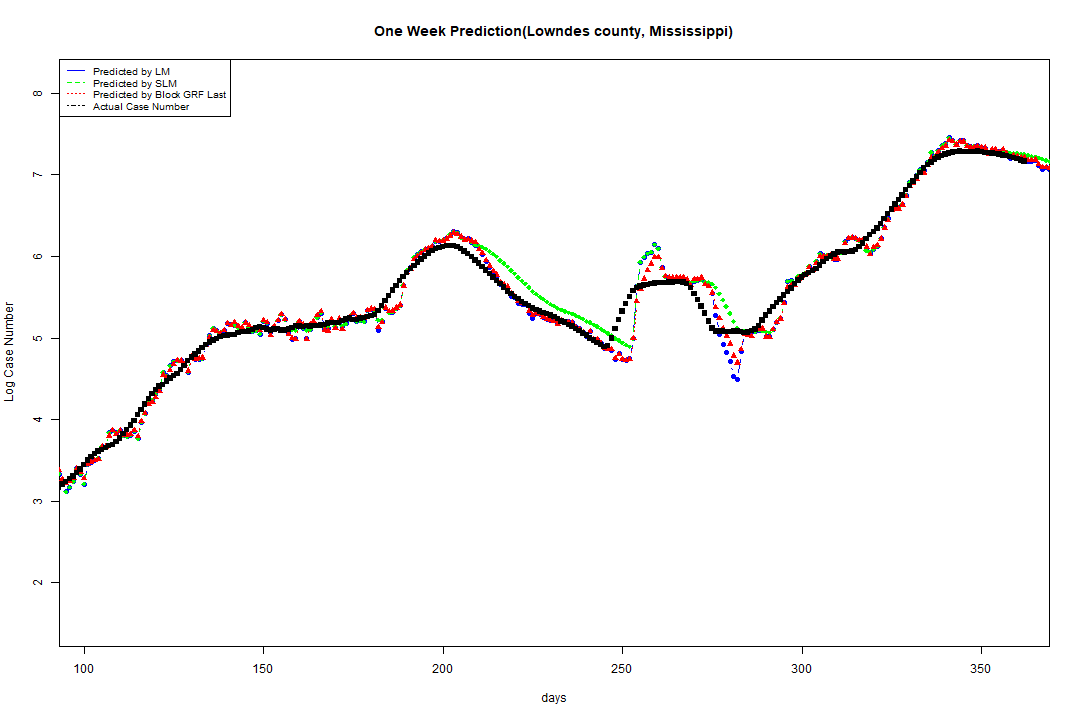 One Week Prediction(Lowndes county, Mississippi)
Predicted by LM
Predicted by SLM
Predicted by Block GRF Last
Actual Case Number
8
7
6
5
4
3
2
Log Case Number
100 150 200 250 300 350
days